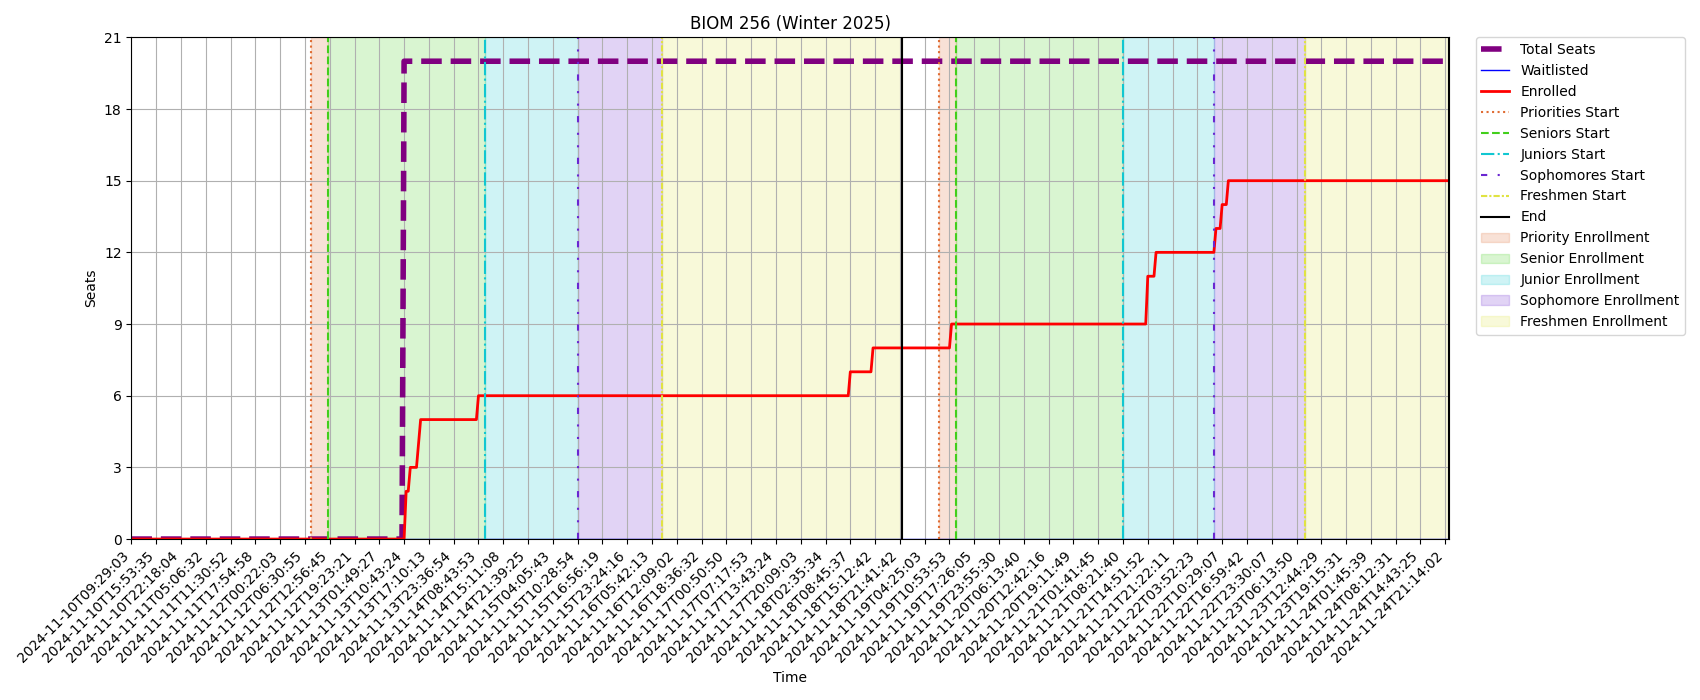 BIOM 256 (Winter 2025)
21
18
15
12
9
6
3
0
Seats
2024-11-10T09:29:03
2024-11-10T15:53:35
2024-11-10T22:18:04
2024-11-11T05:06:32
2024-11-11T11:30:52
2024-11-11T17:54:58
2024-11-12T00:22:03
2024-11-12T06:30:55
2024-11-12T12:56:45
2024-11-12T19:23:21
2024-11-13T01:49:27
2024-11-13T10:43:24
2024-11-13T17:10:13
2024-11-13T23:36:54
2024-11-14T08:43:53
2024-11-14T15:11:08
2024-11-14T21:39:25
2024-11-15T04:05:43
2024-11-15T10:28:54
2024-11-15T16:56:19
2024-11-15T23:24:16
2024-11-16T05:42:13
2024-11-16T12:09:02
2024-11-16T18:36:32
2024-11-17T00:50:50
2024-11-17T07:17:53
2024-11-17T13:43:24
2024-11-17T20:09:03
2024-11-18T02:35:34
2024-11-18T08:45:37
2024-11-18T15:12:42
2024-11-18T21:41:42
2024-11-19T04:25:03
2024-11-19T10:53:53
2024-11-19T17:26:05
2024-11-19T23:55:30
2024-11-20T06:13:40
2024-11-20T12:42:16
2024-11-20T19:11:49
2024-11-21T01:41:45
2024-11-21T08:21:40
2024-11-21T14:51:52
2024-11-21T21:22:11
2024-11-22T03:52:23
2024-11-22T10:29:07
2024-11-22T16:59:42
2024-11-22T23:30:07
2024-11-23T06:13:50
2024-11-23T12:44:29
2024-11-23T19:15:31
2024-11-24T01:45:39
2024-11-24T08:12:31
2024-11-24T14:43:25
2024-11-24T21:14:02
Time
Total Seats
Waitlisted
Enrolled
Priorities Start
Seniors Start
Juniors Start
Sophomores Start
Freshmen Start
End
Priority Enrollment
Senior Enrollment
Junior Enrollment
Sophomore Enrollment
Freshmen Enrollment